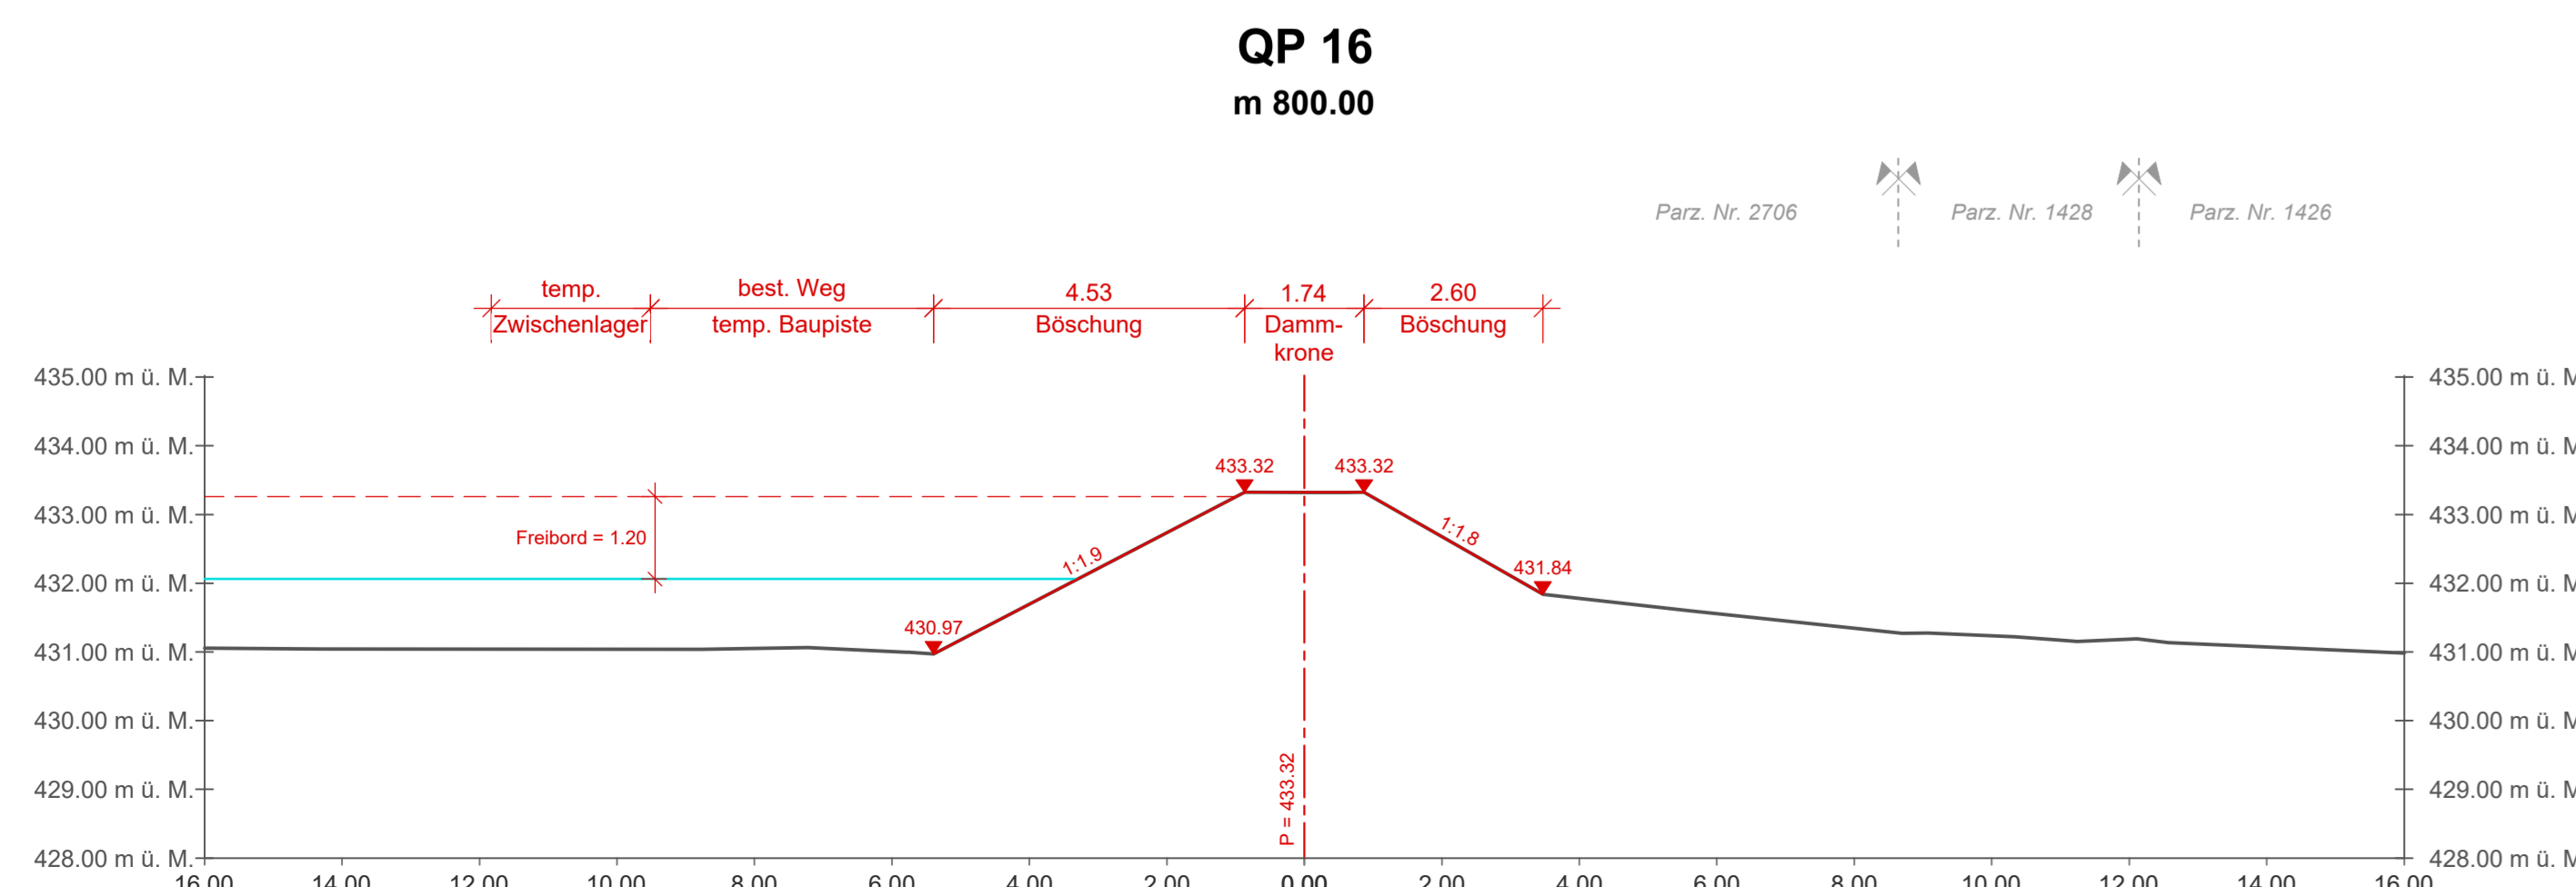 QP 16
m 800.00
Parz. Nr. 2706
Parz. Nr. 1428
Parz. Nr. 1426
temp.
Zwischenlager
best. Weg
temp. Baupiste
4.53
Böschung
1.74
Damm-
krone
2.60
Böschung
435.00 m ü. M.
434.00 m ü. M.
433.00 m ü. M.
432.00 m ü. M.
431.00 m ü. M.
430.00 m ü. M.
429.00 m ü. M.
428.00 m ü. M.
Freibord = 1.20
430.97
1:1.9
433.32
433.32
1:1.8
431.84
P = 433.32
435.00 m ü. M
434.00 m ü. M
433.00 m ü. M
432.00 m ü. M
431.00 m ü. M
430.00 m ü. M
429.00 m ü. M
428.00 m ü. M
16.00 14.00 12.00 10.00 8.00 6.00 4.00 2.00 0.00 2.00 4.00 6.00 8.00 10.00 12.00 14.00 16.00